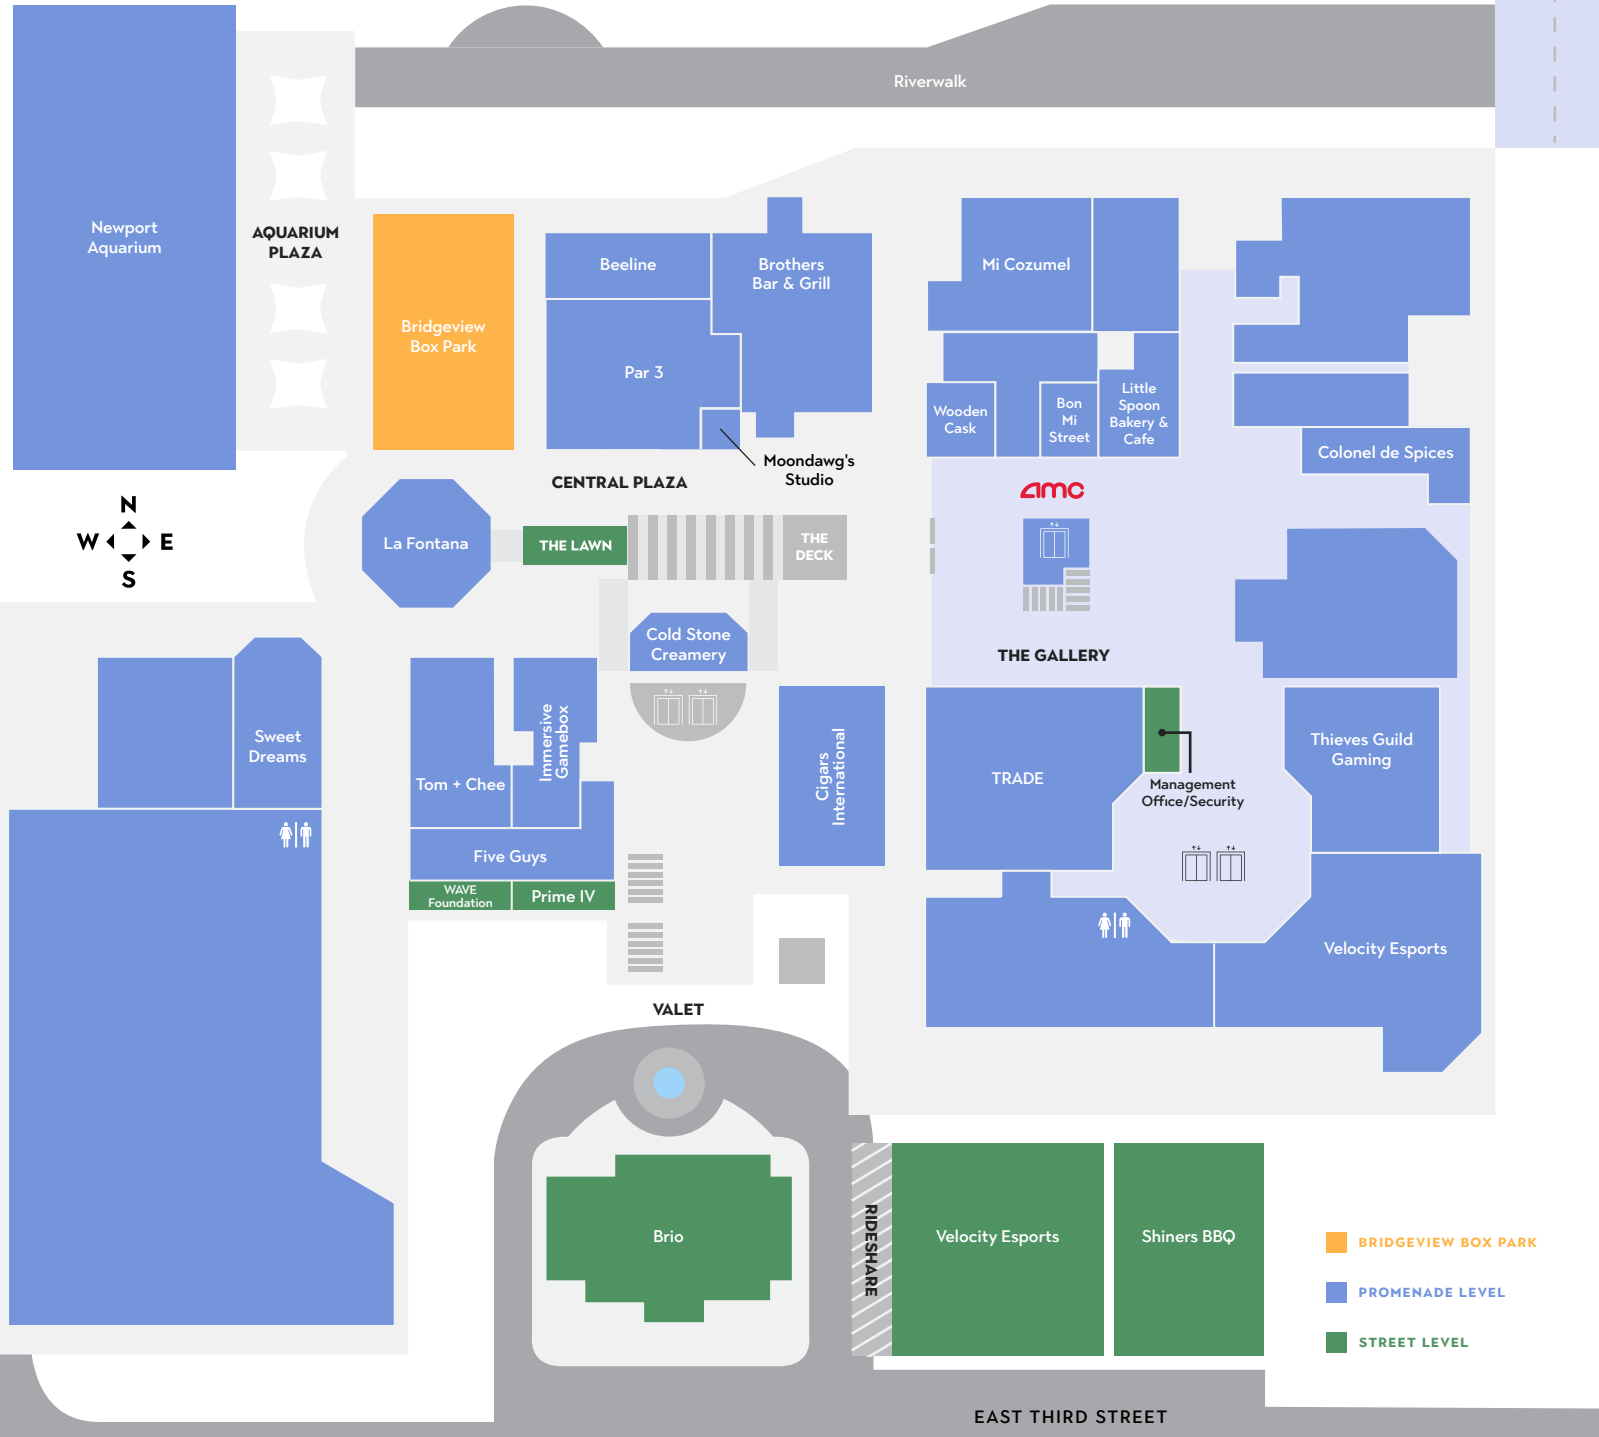 Riverwalk
Newport
Aquarium
AQUARIUM
PLAZA
Bridgeview
Box Park
Beeline
Brothers
Bar & Grill
Par 3
Moondawg's
Studio
Mi Cozumel
Wooden
Cask
Bon
Mi
Street
Little
Spoon
Bakery &
Cafe
Colonel de Spices
CENTRAL PLAZA
amc
N
W E
S
La Fontana
THE LAWN
THE
DECK
Cold Stone
Creamery
THE GALLERY
Sweet
Dreams
Tom + Chee
Immersive
Gamebox
Cigars
International
TRADE
Management
Office/Security
Thieves Guild
Gaming
Five Guys
WAVE
Foundation
Prime IV
Velocity Esports
VALET
Brio
RIDESHARE
Velocity Esports
Shiners BBQ
BRIDGEVIEW BOX PARK
PROMENADE LEVEL
STREET LEVEL
EAST THIRD STREET